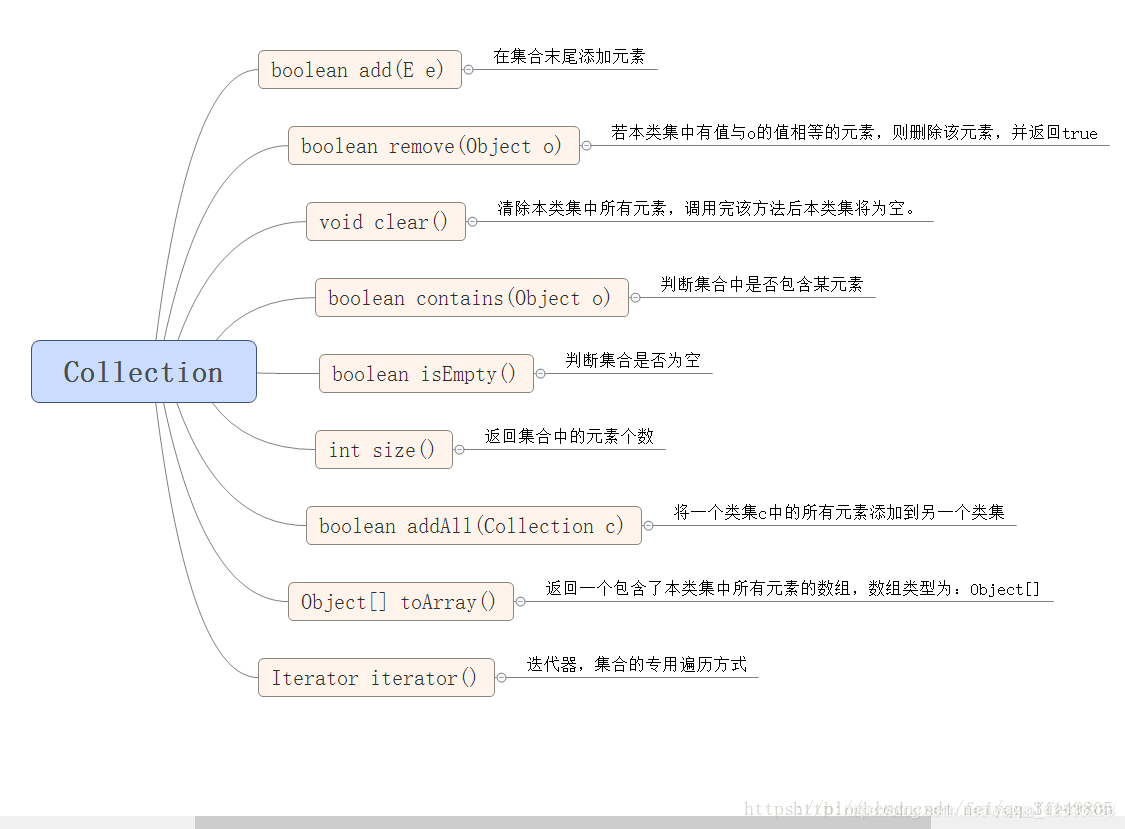 boolean add(E e)
在集合末尾添加元素
boolean remove(Object o)
若本类集中有值与o的值相等的元素，则删除该元素，并返回true
void clear()
清除本类集中所有元素，调用完该方法后本类集将为空。
boolean contains(Object o)
判断集合中是否包含某元素
Collection
boolean isEmpty()
判断集合是否为空
int size()
返回集合中的元素个数
boolean addAll(Collection c)
将一个类集c中的所有元素添加到另一个类集
Object[] toArray()
返回一个包含了本类集中所有元素的数组，数组类型为：Object[]
Iterator iterator()
迭代器，集合的专用遍历方式